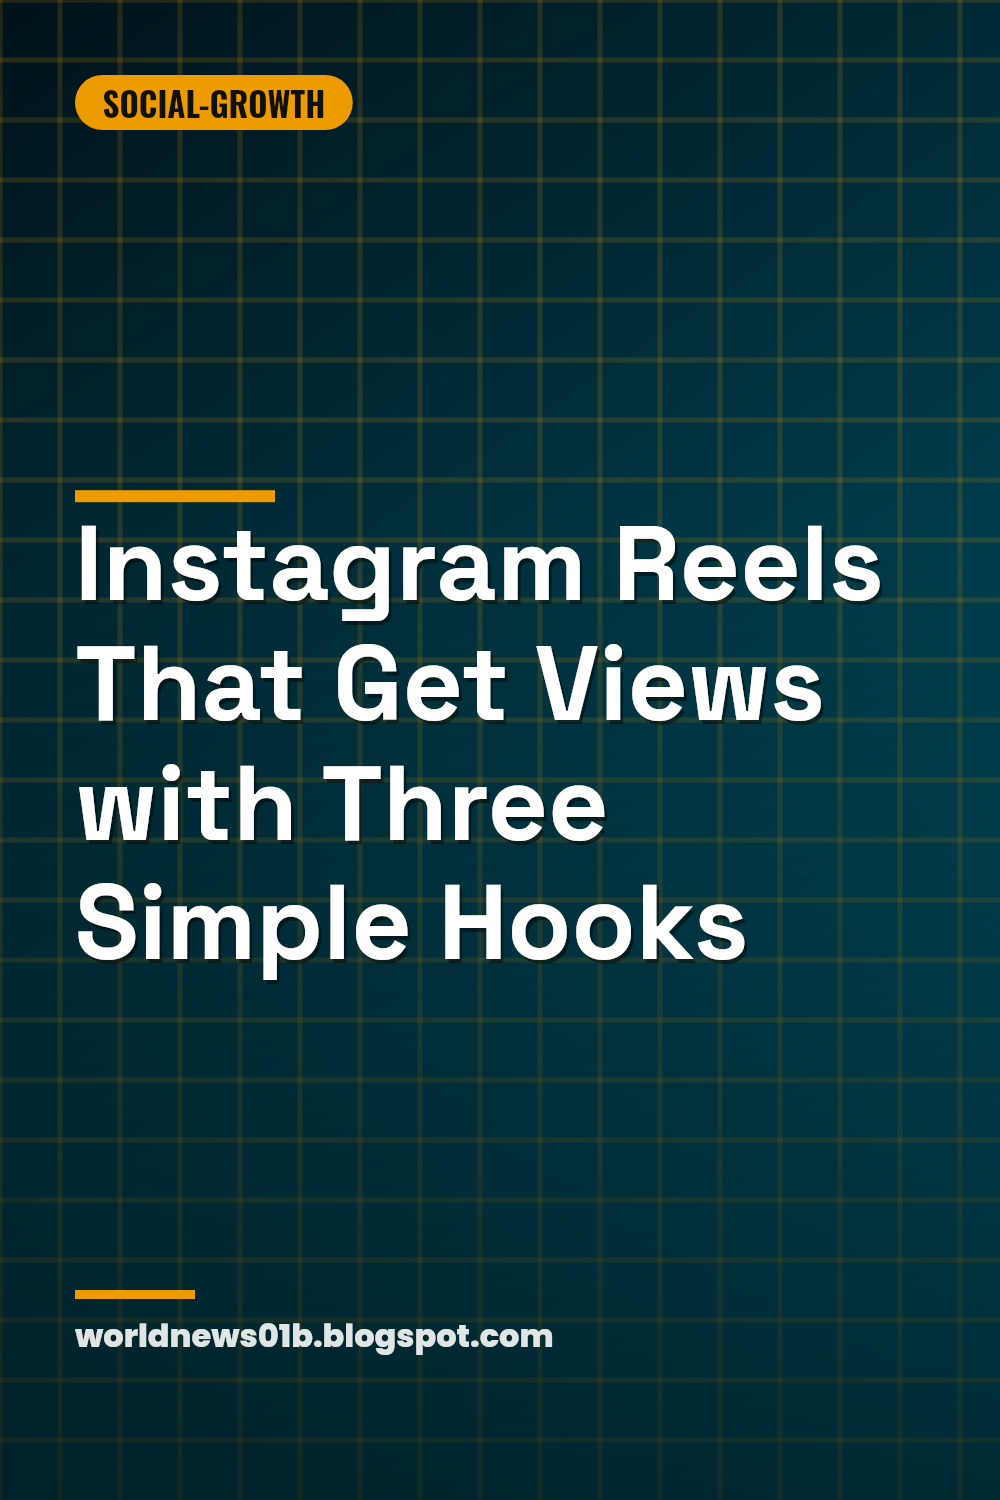 SOCIAL-GROWTH
Instagram Reels
That Get Views
with Three
Simple Hooks
worldnews01b.blogspot.com